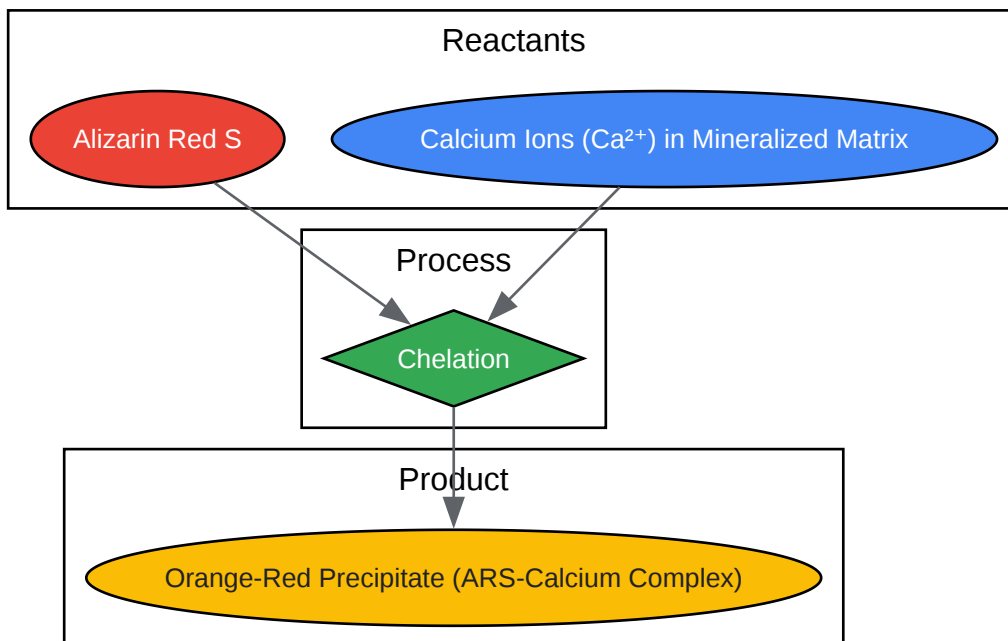 Reactants
Alizarin Red S
Calcium Ions (Ca²⁺) in Mineralized Matrix
Process
Chelation
Product
Orange-Red Precipitate (ARS-Calcium Complex)